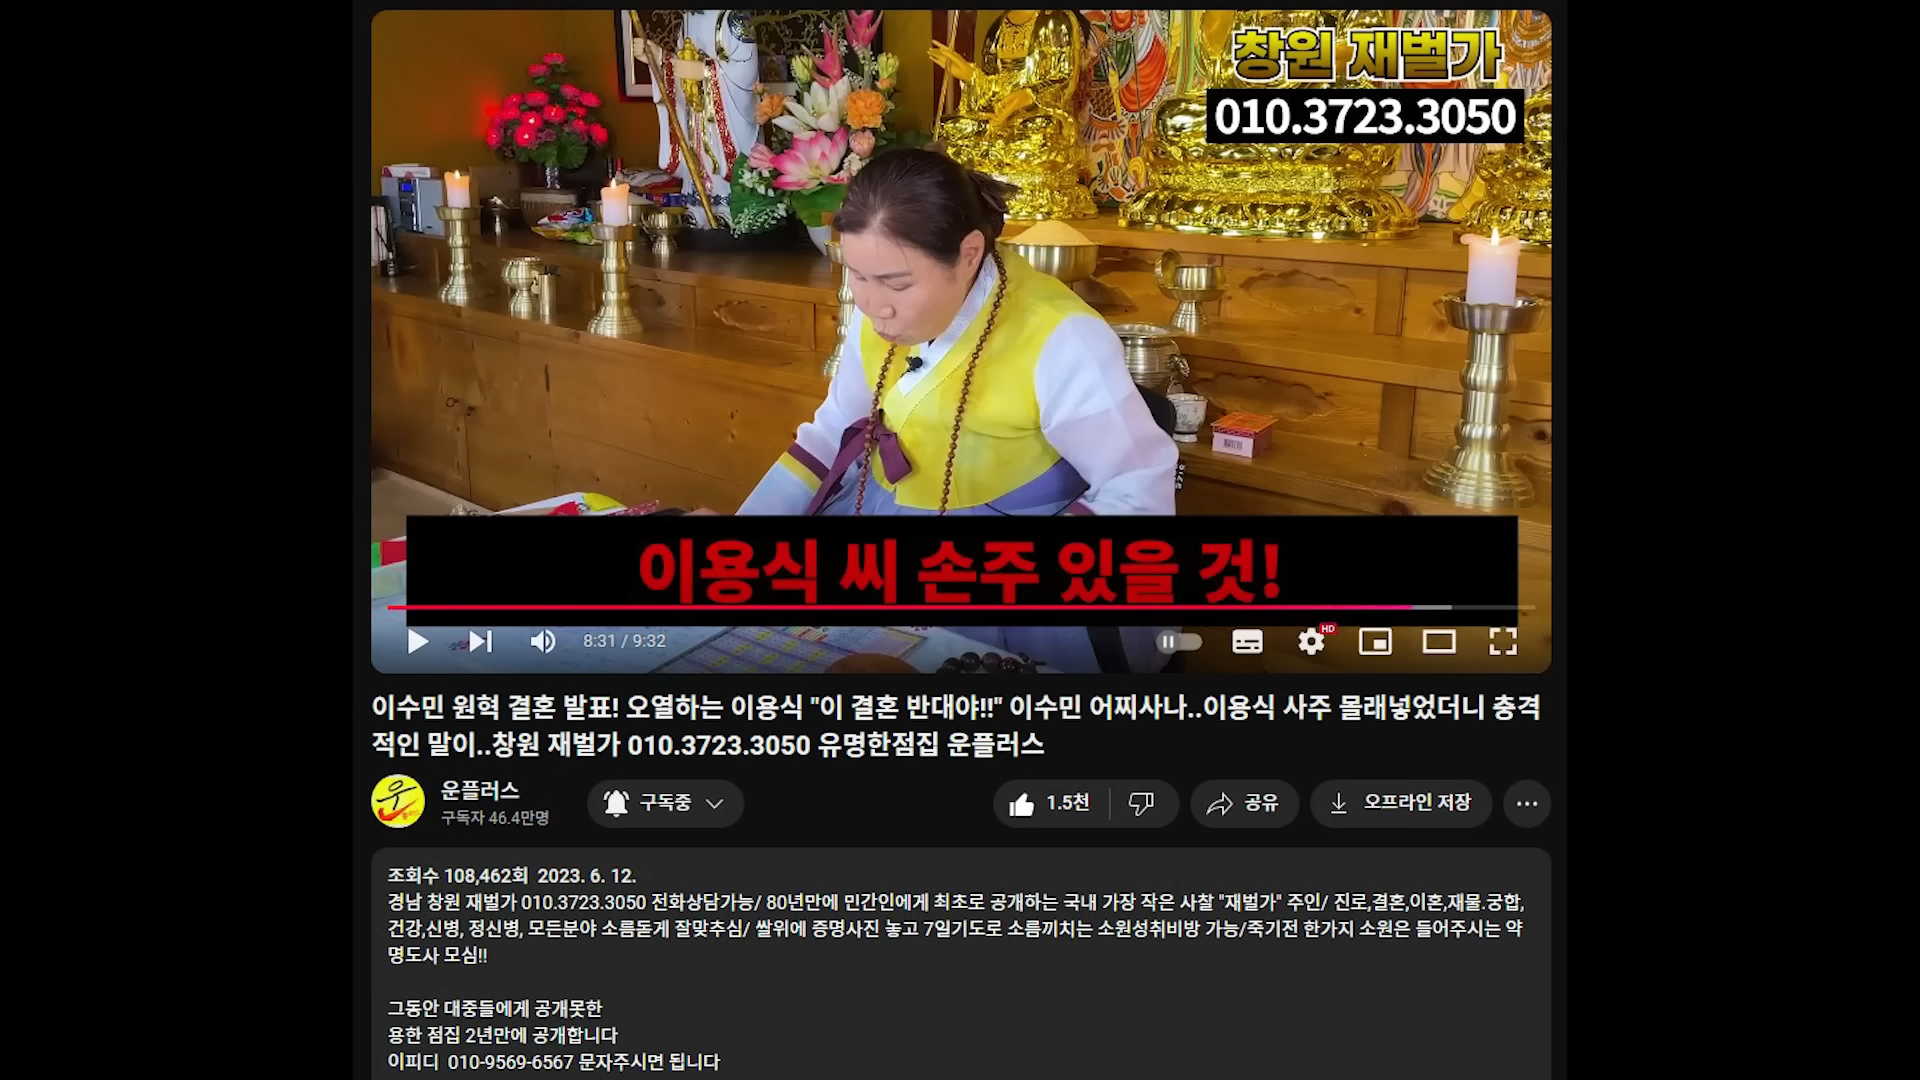 창원 재벌가
010.3723.3050
이용식 씨 손주 있을 것!
8:31 / 9:32
HD
이수민 원혁 결혼 발표! 오열하는 이용식 "이 결혼 반대야!!" 이수민 어찌사나..이용식 사주 몰래넣었더니 충격
적인 말이..창원 재벌가 010.3723.3050 유명한점집 운플러스
운
운플러스
구독자 46.4만명
구독중
1.5천
공유
오프라인 저장
조회수 108,462회 2023. 6. 12.
경남 창원 재벌가 010.3723.3050 전화상담가능/ 80년만에 민간인에게 최초로 공개하는 국내 가장 작은 사찰 "재벌가" 주인/ 진로,결혼,이혼,재물.궁합,
건강,신병, 정신병, 모든분야 소름돋게 잘맞추심/ 쌀위에 증명사진 놓고 7일기도로 소름끼치는 소원성취비방 가능/죽기전 한가지 소원은 들어주시는 약
명도사 모심!!
그동안 대중들에게 공개못한
용한 점집 2년만에 공개합니다
이피디 010-9569-6567 문자주시면 됩니다